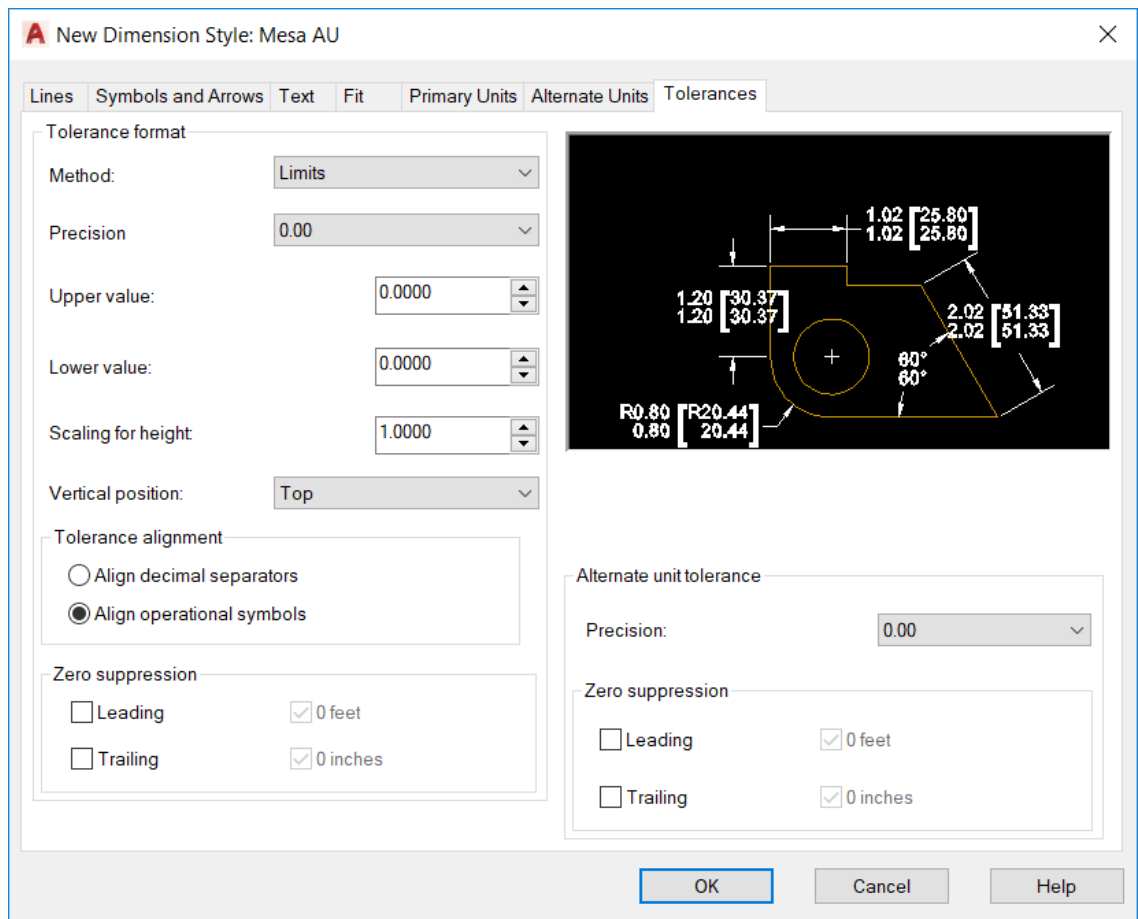 New Dimension Style: Mesa AU
Lines Symbols and Arrows Text Fit Primary Units Alternate Units Tolerances
Tolerance format
Method: Limits
Precision 0.00
Upper value: 0.0000
Lower value: 0.0000
Scaling for height: 1.0000
Vertical position: Top
Tolerance alignment
Align decimal separators
Align operational symbols
Zero suppression
Leading 0 feet
Trailing 0 inches
1.02 [25.80]
1.02 [25.80]
1.20 [30.37]
1.20 [30.37]
2.02 [51.33]
2.02 [51.33]
60°
60°
R0.80 [R20.44]
0.80 [20.44]
Alternate unit tolerance
Precision: 0.00
Zero suppression
Leading 0 feet
Trailing 0 inches
OK Cancel Help